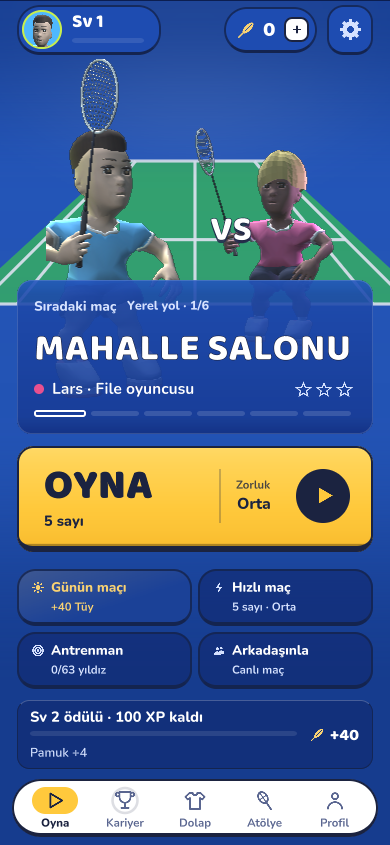 Sv 1
0
+
VS
Sıradaki maç Yerel yol · 1/6
MAHALLE SALONU
Lars · File oyuncusu
OYNA
5 sayı
Zorluk
Orta
Günün maçı
+40 Tüy
Hızlı maç
5 sayı · Orta
Antrenman
0/63 yıldız
Arkadaşınla
Canlı maç
Sv 2 ödülü · 100 XP kaldı
+40
Pamuk +4
Oyna
Kariyer
Dolap
Atölye
Profil